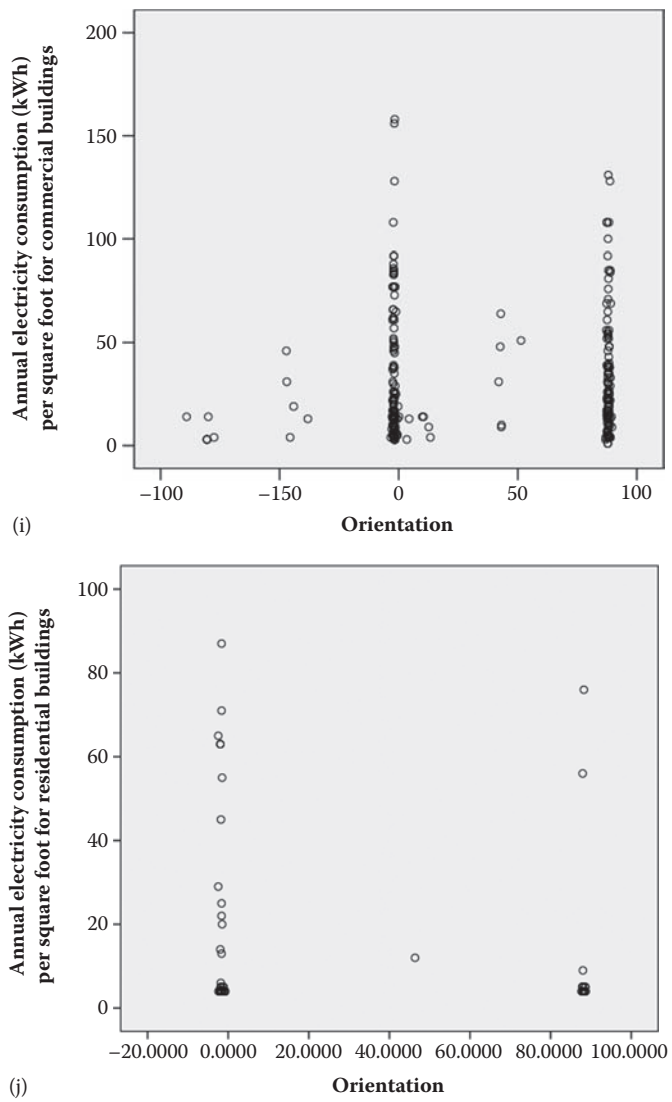 Annual electricity consumption (kWh)
per square foot for commercial buildings
200
150
100
50
0
−100
−150
0
50
100
Orientation
(i)
Annual electricity consumption (kWh)
per square foot for residential buildings
100
80
60
40
20
0
−20.0000
0.0000
20.0000
40.0000
60.0000
80.0000
100.0000
Orientation
(j)